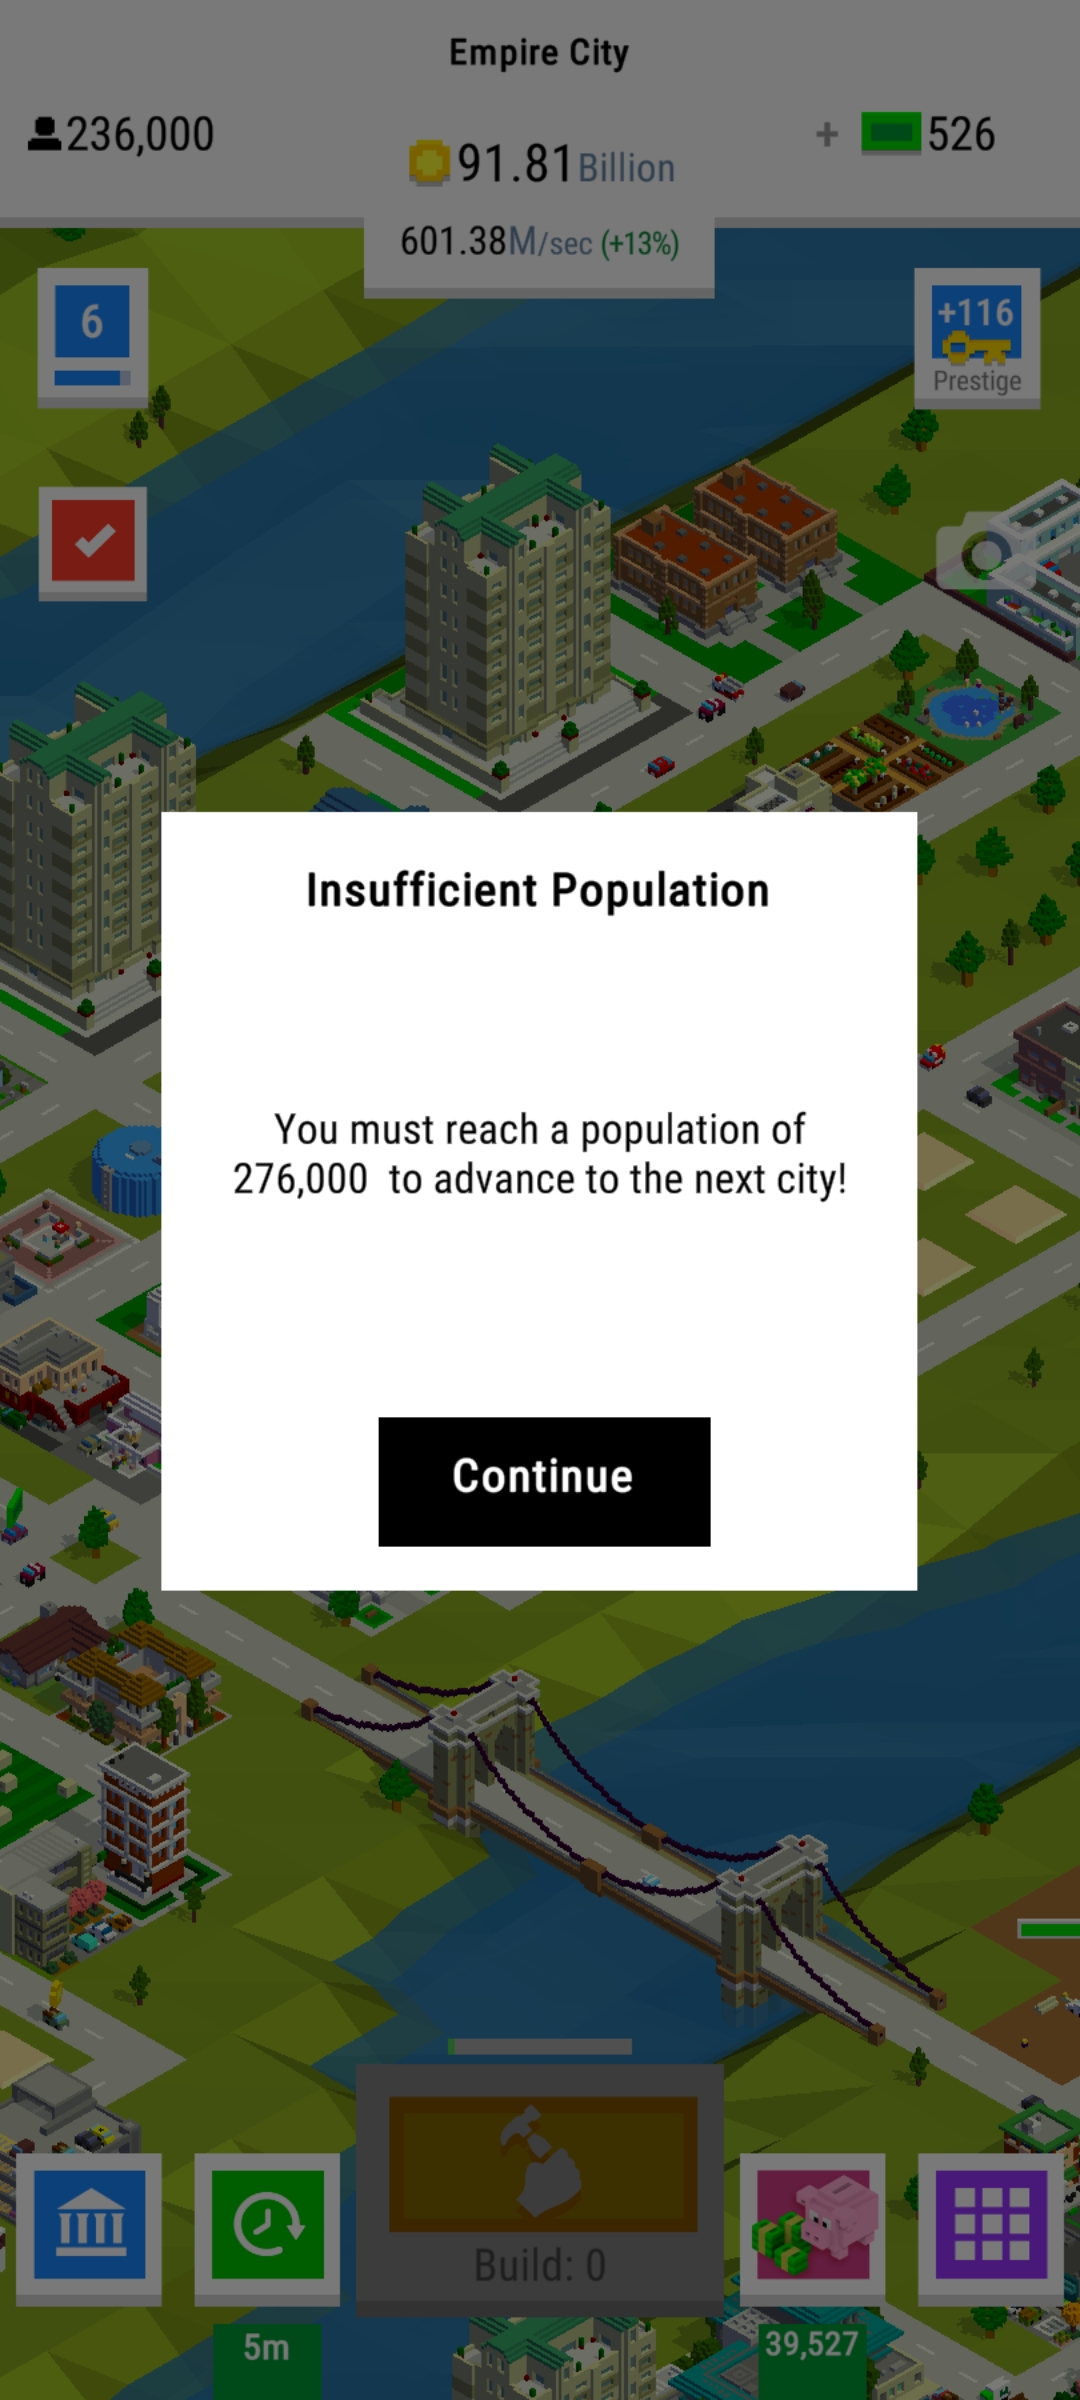 Empire City
236,000
91.81 Billion
+ 526
601.38M/sec (+13%)
6
+116
Prestige
Insufficient Population
You must reach a population of
276,000 to advance to the next city!
Continue
Build: 0
5m
39,527